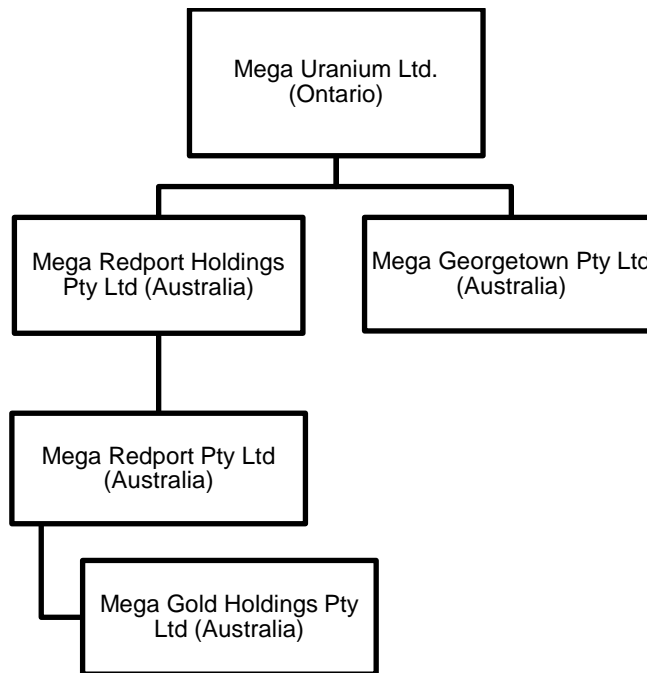 Mega Uranium Ltd.
(Ontario)
Mega Redport Holdings
Pty Ltd (Australia)
Mega Georgetown Pty Ltd
(Australia)
Mega Redport Pty Ltd
(Australia)
Mega Gold Holdings Pty
Ltd (Australia)